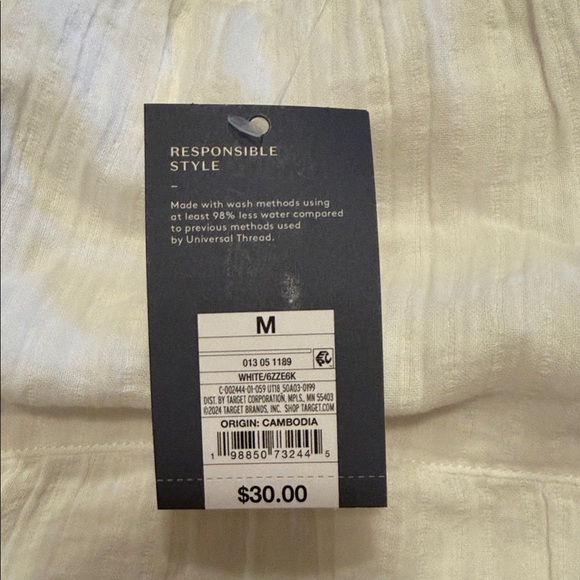 RESPONSIBLE
STYLE
–
Made with wash methods using
at least 98% less water compared
to previous methods used
by Universal Thread.
M
013 05 1189
WHITE/6ZZE6K
C-002444-01-059 UT18 50A03-0199
DIST. BY TARGET CORPORATION, MPLS., MN 55403
©2024 TARGET BRANDS, INC. SHOP TARGET.COM
ORIGIN: CAMBODIA
1 98850 73244 5
$30.00